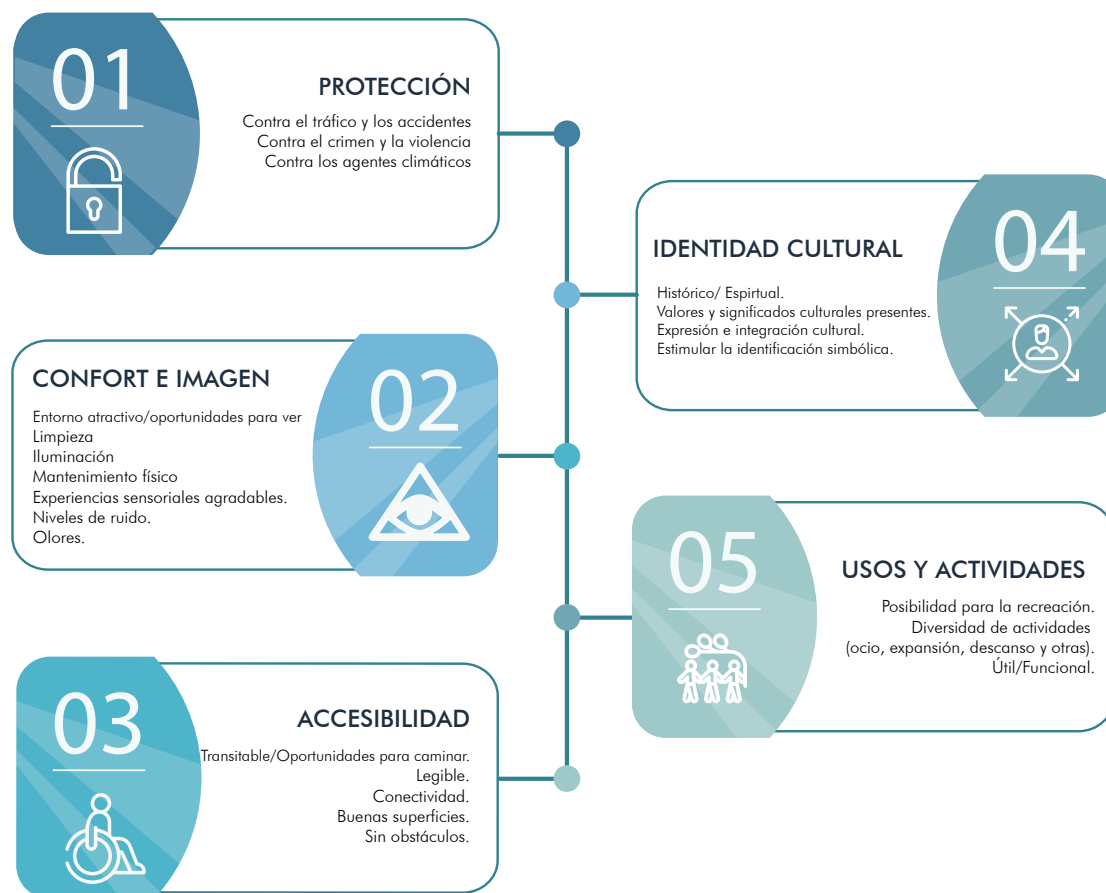 01
PROTECCIÓN
Contra el tráfico y los accidentes
Contra el crimen y la violencia
Contra los agentes climáticos
02
CONFORT E IMAGEN
Entorno atractivo/oportunidades para ver
Limpieza
Iluminación
Mantenimiento físico
Experiencias sensoriales agradables.
Niveles de ruido.
Olores.
03
ACCESIBILIDAD
Transitable/Oportunidades para caminar.
Legible.
Conectividad.
Buenas superficies.
Sin obstáculos.
04
IDENTIDAD CULTURAL
Histórico/ Espirtual.
Valores y significados culturales presentes.
Expresión e integración cultural.
Estimular la identificación simbólica.
05
USOS Y ACTIVIDADES
Posibilidad para la recreación.
Diversidad de actividades
(ocio, expansión, descanso y otras).
Útil/Funcional.